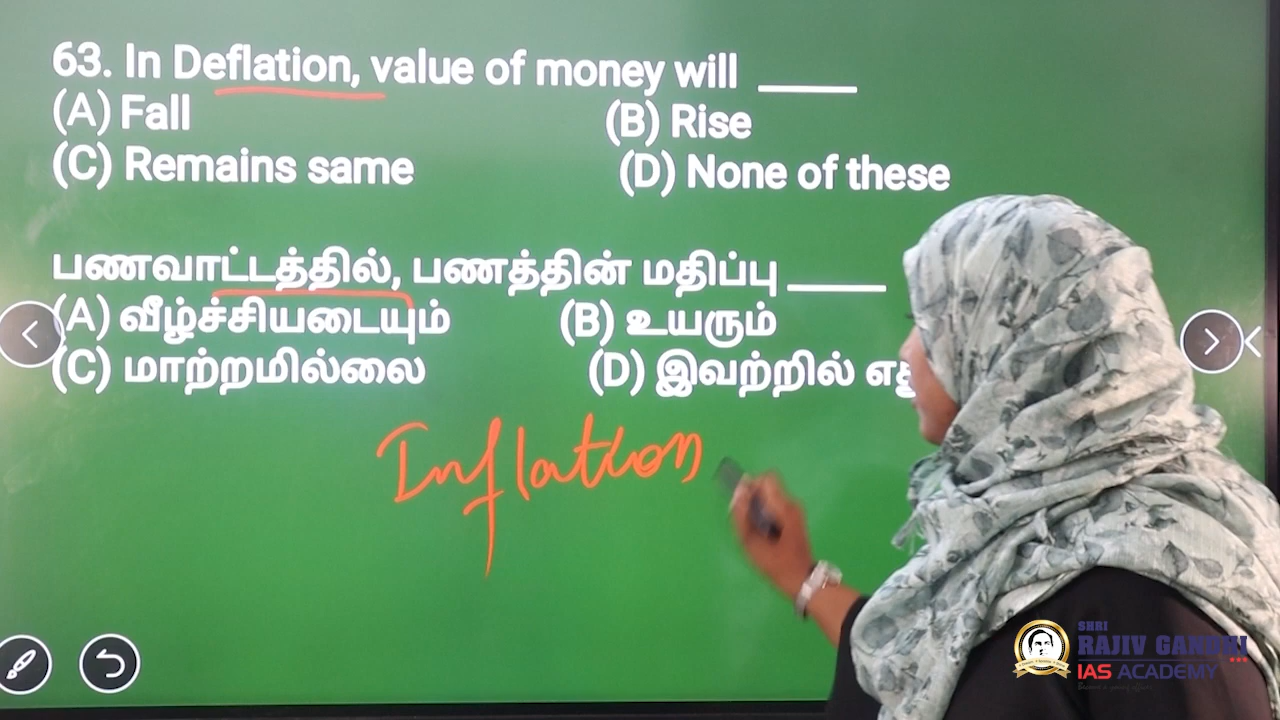 63. In Deflation, value of money will ____
(A) Fall (B) Rise
(C) Remains same (D) None of these
பணவாட்டத்தில், பணத்தின் மதிப்பு ____
(A) வீழ்ச்சியடையும் (B) உயரும்
(C) மாற்றமில்லை (D) இவற்றில்
Inflation
SHRI
RAJIV GANDHI
IAS ACADEMY